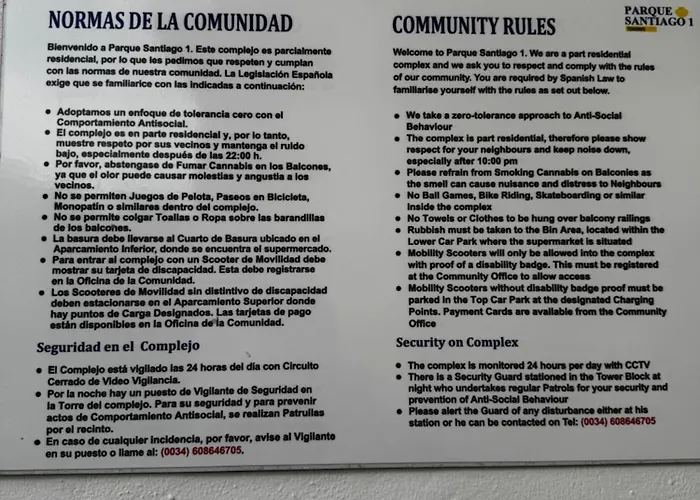 NORMAS DE LA COMUNIDAD
Bienvenido a Parque Santiago 1. Este complejo es parcialmente
residencial, por lo que les pedimos que respeten y cumplan
con las normas de nuestra comunidad. La Legislación Española
exige que se familiarice con las indicadas a continuación:
• Adoptamos un enfoque de tolerancia cero con el
Comportamiento Antisocial.
• El complejo es en parte residencial y, por lo tanto,
muestre respeto por sus vecinos y mantenga el ruido
bajo, especialmente después de las 22:00 h.
• Por favor, abstengase de Fumar Cannabis en los Balcones,
ya que el olor puede causar molestias y angustia a los
vecinos.
• No se permiten Juegos de Pelota, Paseos en Bicicleta,
Monopatín o similares dentro del complejo.
• No se permite colgar Toallas o Ropa sobre las barandillas
de los balcones.
• La basura debe llevarse al Cuarto de Basura ubicado en el
Aparcamiento Inferior, donde se encuentra el supermercado.
• Para entrar al complejo con un Scooter de Movilidad debe
mostrar su tarjeta de discapacidad. Esta debe registrarse
en la Oficina de la Comunidad.
• Los Scooteres de Movilidad sin distintivo de discapacidad
deben estacionarse en el Aparcamiento Superior donde
hay puntos de Carga Designados. Las tarjetas de pago
están disponibles en la Oficina de la Comunidad.
Seguridad en el Complejo
• El Complejo está vigilado las 24 horas del día con Circuito
Cerrado de Video Vigilancia.
• Por la noche hay un puesto de Vigilante de Seguridad en
la Torre del complejo. Para su seguridad y para prevenir
actos de Comportamiento Antisocial, se realizan Patrullas
por el recinto.
• En caso de cualquier incidencia, por favor, avise al Vigilante
en su puesto o llame al: (0034) 608646705.
COMMUNITY RULES
PARQUE
SANTIAGO 1
Welcome to Parque Santiago 1. We are a part residential
complex and we ask you to respect and comply with the rules
of our community. You are required by Spanish Law to
familiarise yourself with the rules as set out below.
• We take a zero-tolerance approach to Anti-Social
Behaviour
• The complex is part residential, therefore please show
respect for your neighbours and keep noise down,
especially after 10:00 pm
• Please refrain from Smoking Cannabis on Balconies as
the smell can cause nuisance and distress to Neighbours
• No Ball Games, Bike Riding, Skateboarding or similar
inside the complex
• No Towels or Clothes to be hung over balcony railings
• Rubbish must be taken to the Bin Area, located within the
Lower Car Park where the supermarket is situated
• Mobility Scooters will only be allowed into the complex
with proof of a disability badge. This must be registered
at the Community Office to allow access
• Mobility Scooters without disability badge proof must be
parked in the Top Car Park at the designated Charging
Points. Payment Cards are available from the Community
Office
Security on Complex
• The complex is monitored 24 hours per day with CCTV
• There is a Security Guard stationed in the Tower Block at
night who undertakes regular Patrols for your security and
prevention of Anti-Social Behaviour
• Please alert the Guard of any disturbance either at his
station or he can be contacted on Tel: (0034) 608646705